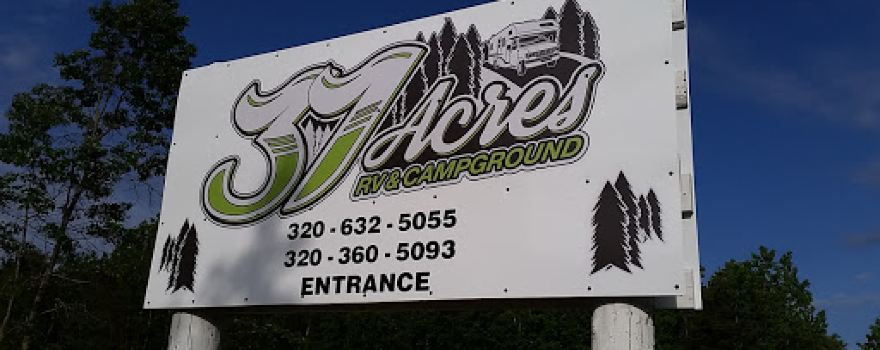 37 Acres
RV & CAMPGROUND
320 - 632 - 5055
320 - 360 - 5093
ENTRANCE